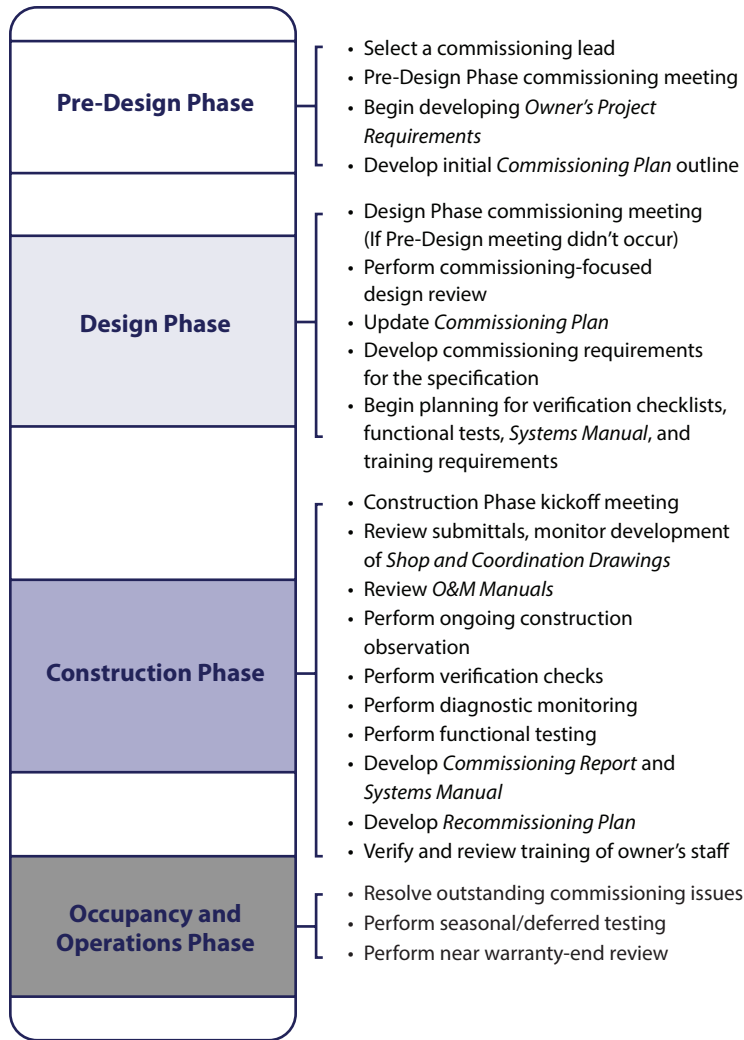 Pre-Design Phase
• Select a commissioning lead
• Pre-Design Phase commissioning meeting
• Begin developing Owner's Project
Requirements
• Develop initial Commissioning Plan outline
Design Phase
• Design Phase commissioning meeting
(If Pre-Design meeting didn't occur)
• Perform commissioning-focused
design review
• Update Commissioning Plan
• Develop commissioning requirements
for the specification
• Begin planning for verification checklists,
functional tests, Systems Manual, and
training requirements
Construction Phase
• Construction Phase kickoff meeting
• Review submittals, monitor development
of Shop and Coordination Drawings
• Review O&M Manuals
• Perform ongoing construction
observation
• Perform verification checks
• Perform diagnostic monitoring
• Perform functional testing
• Develop Commissioning Report and
Systems Manual
• Develop Recommissioning Plan
• Verify and review training of owner's staff
Occupancy and
Operations Phase
• Resolve outstanding commissioning issues
• Perform seasonal/deferred testing
• Perform near warranty-end review